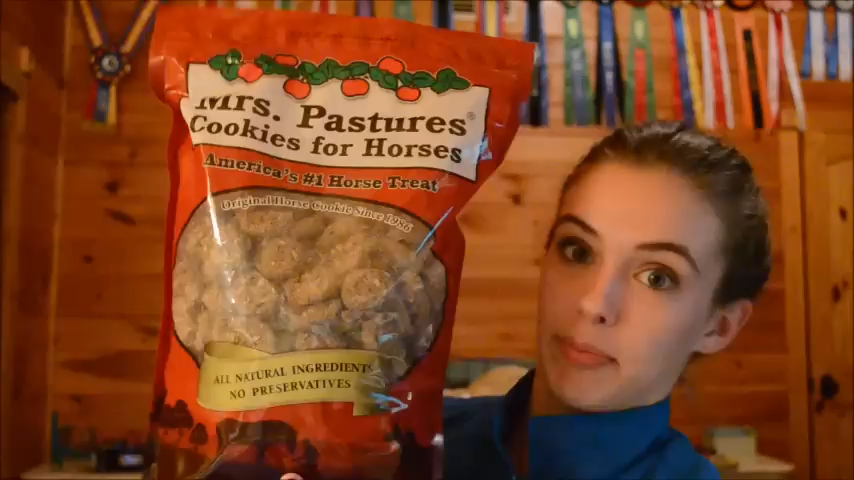 Mrs. Pastures®
Cookies for Horses
America's #1 Horse Treat
Original Horse Cookie Since 1986
ALL NATURAL INGREDIENTS
NO PRESERVATIVES